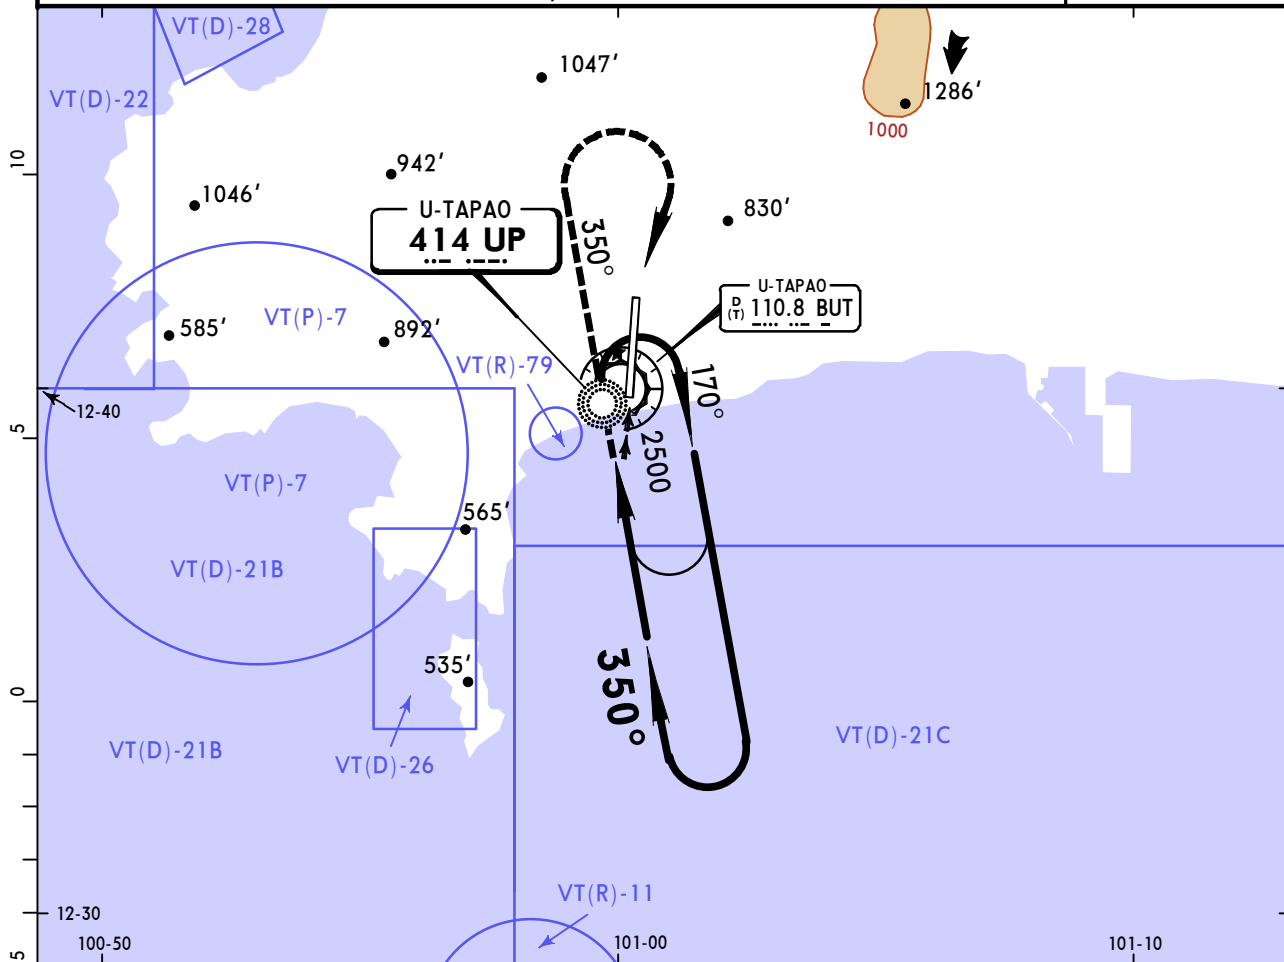 VT(D)-28
1047′
VT(D)-22
1286′
1000
10
942′
1046′
U-TAPAO
414 UP
830′
350°
U-TAPAO
D
(T) 110.8 BUT
VT(P)-7
585′
892′
VT(R)-79
170°
12-40
5
2500
VT(P)-7
565′
VT(D)-21B
535′
350°
0
VT(D)-21B
VT(D)-26
VT(D)-21C
VT(R)-11
12-30
100-50
101-00
101-10
5